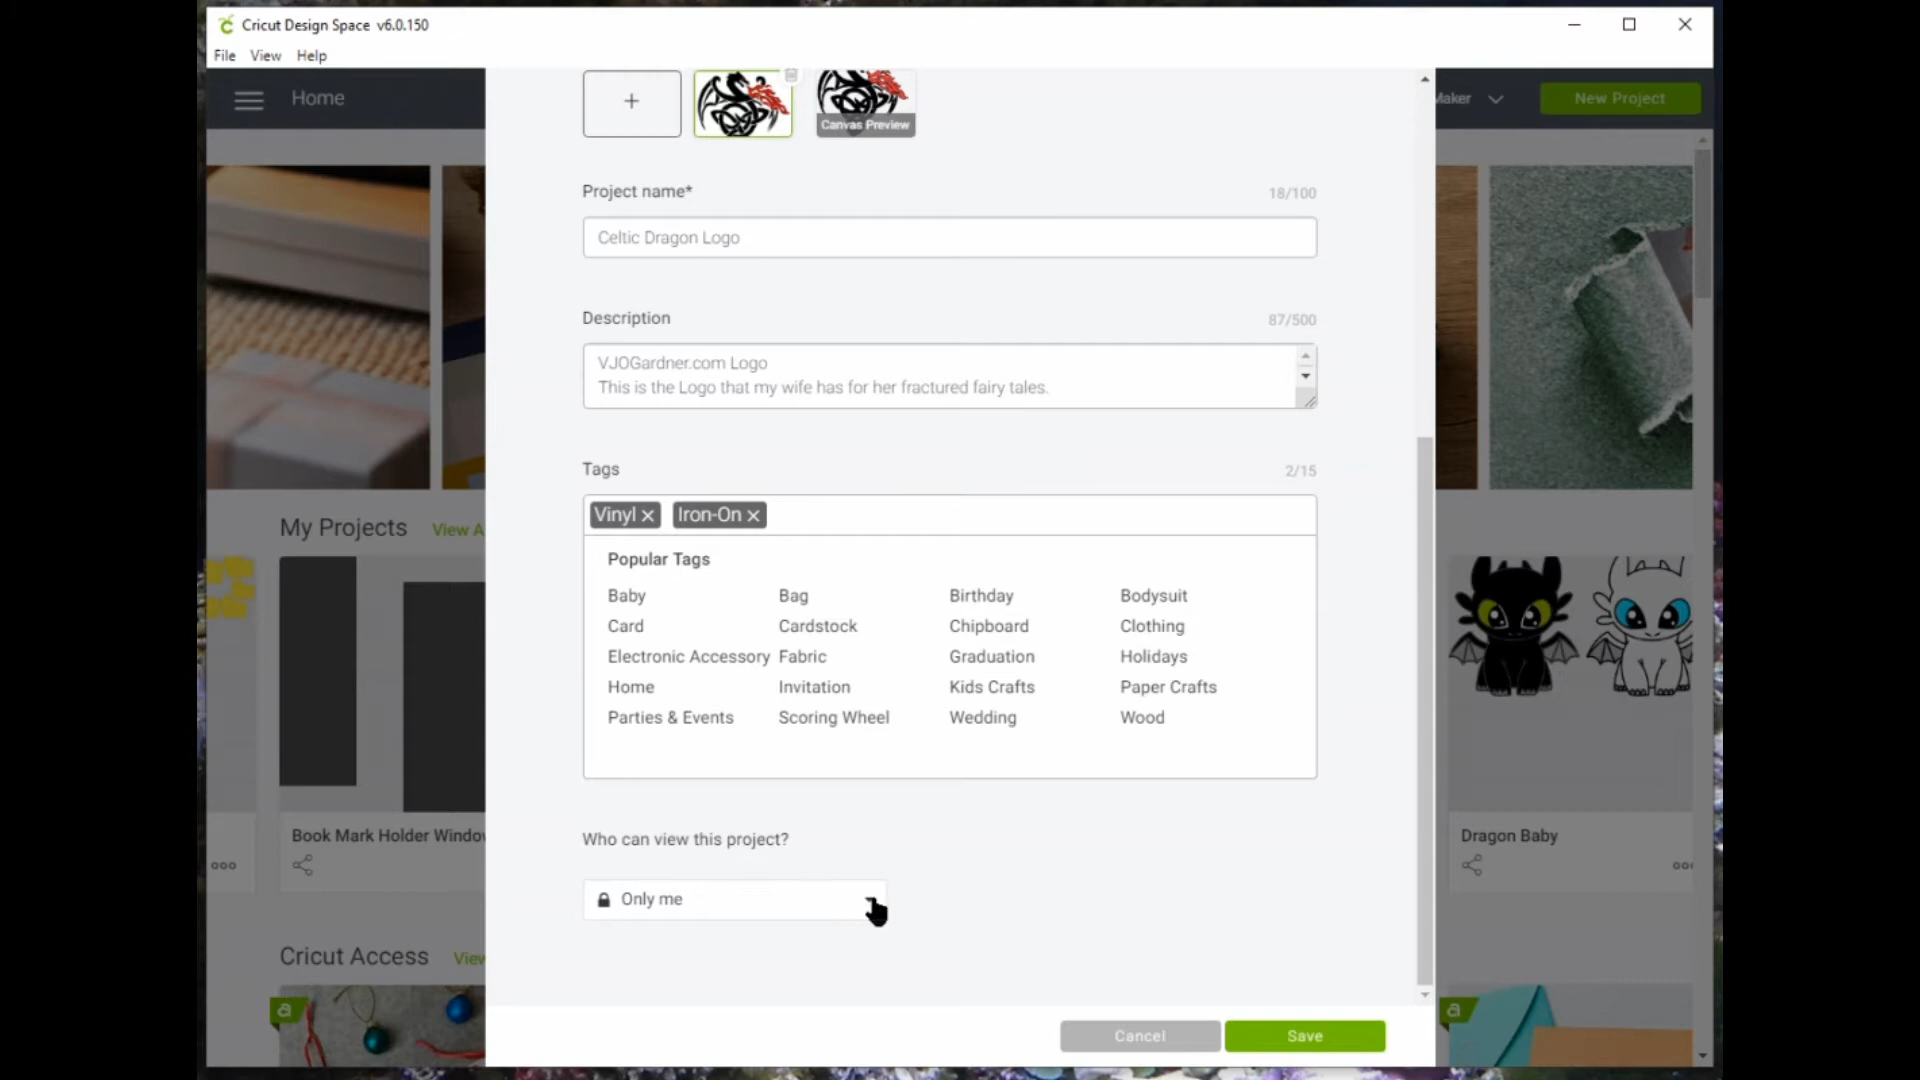 Cricut Design Space v6.0.150
File View Help
Home
Maker
New Project
+
Canvas Preview
Project name*
18/100
Celtic Dragon Logo
Description
87/500
VJOGardner.com Logo
This is the Logo that my wife has for her fractured fairy tales.
Tags
2/15
Vinyl × Iron-On ×
Popular Tags
Baby Bag Birthday Bodysuit
Card Cardstock Chipboard Clothing
Electronic Accessory Fabric Graduation Holidays
Home Invitation Kids Crafts Paper Crafts
Parties & Events Scoring Wheel Wedding Wood
Who can view this project?
Only me
Cancel
Save
My Projects View A
Book Mark Holder Windo
Dragon Baby
Cricut Access View
a
a